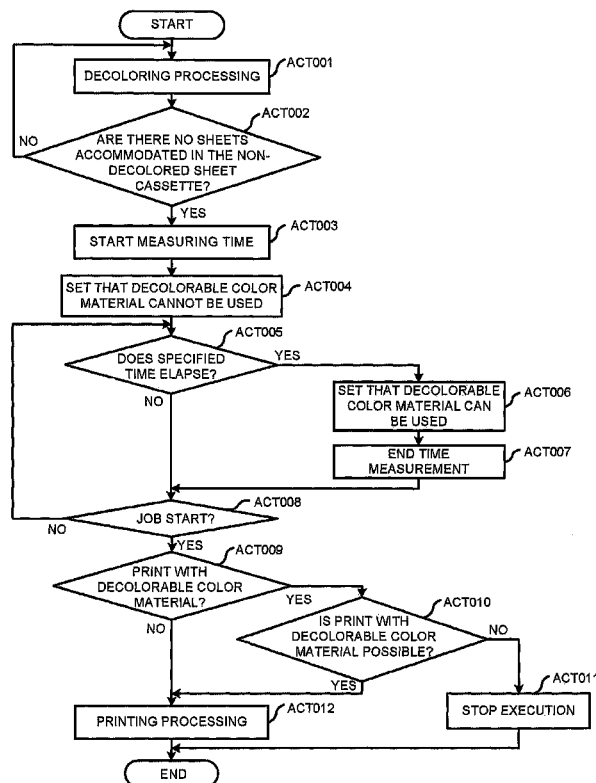 START
DECOLORING PROCESSING
ACT001
ACT002
NO
ARE THERE NO SHEETS
ACCOMMODATED IN THE NON-
DECOLORED SHEET
CASSETTE?
YES
START MEASURING TIME
ACT003
SET THAT DECOLORABLE COLOR
MATERIAL CANNOT BE USED
ACT004
ACT005
DOES SPECIFIED
TIME ELAPSE?
YES
NO
SET THAT DECOLORABLE
COLOR MATERIAL CAN
BE USED
ACT006
END TIME
MEASUREMENT
ACT007
ACT008
JOB START?
NO
YES
ACT009
PRINT WITH
DECOLORABLE COLOR
MATERIAL?
YES
NO
ACT010
IS PRINT WITH
DECOLORABLE COLOR
MATERIAL POSSIBLE?
NO
YES
ACT011
STOP EXECUTION
PRINTING PROCESSING
ACT012
END